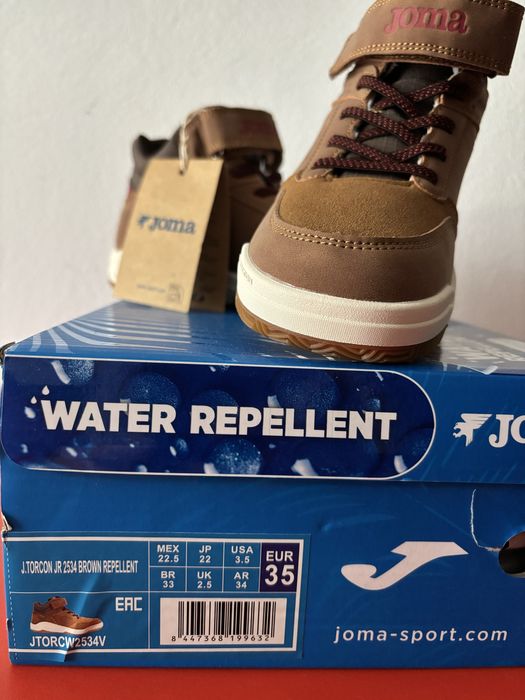 Joma
JOMA
WATER REPELLENT
JO
J.TORCON JR 2534 BROWN REPELLENT
MEX
22.5
JP
22
USA
3.5
EUR
35
BR
33
UK
2.5
AR
34
EAC
JTORCW2534V
8 447368 199632
joma-sport.com